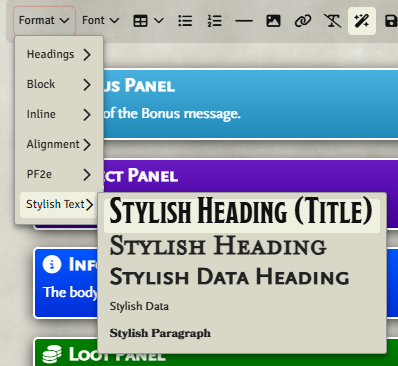 Format Font
Headings
Block
Inline
Alignment
PF2e
Stylish Text
us Panel
of the Bonus message.
ct Panel
Stylish Heading (Title)
Stylish Heading
Stylish Data Heading
Stylish Data
Stylish Paragraph
Info
The body
Loot Panel